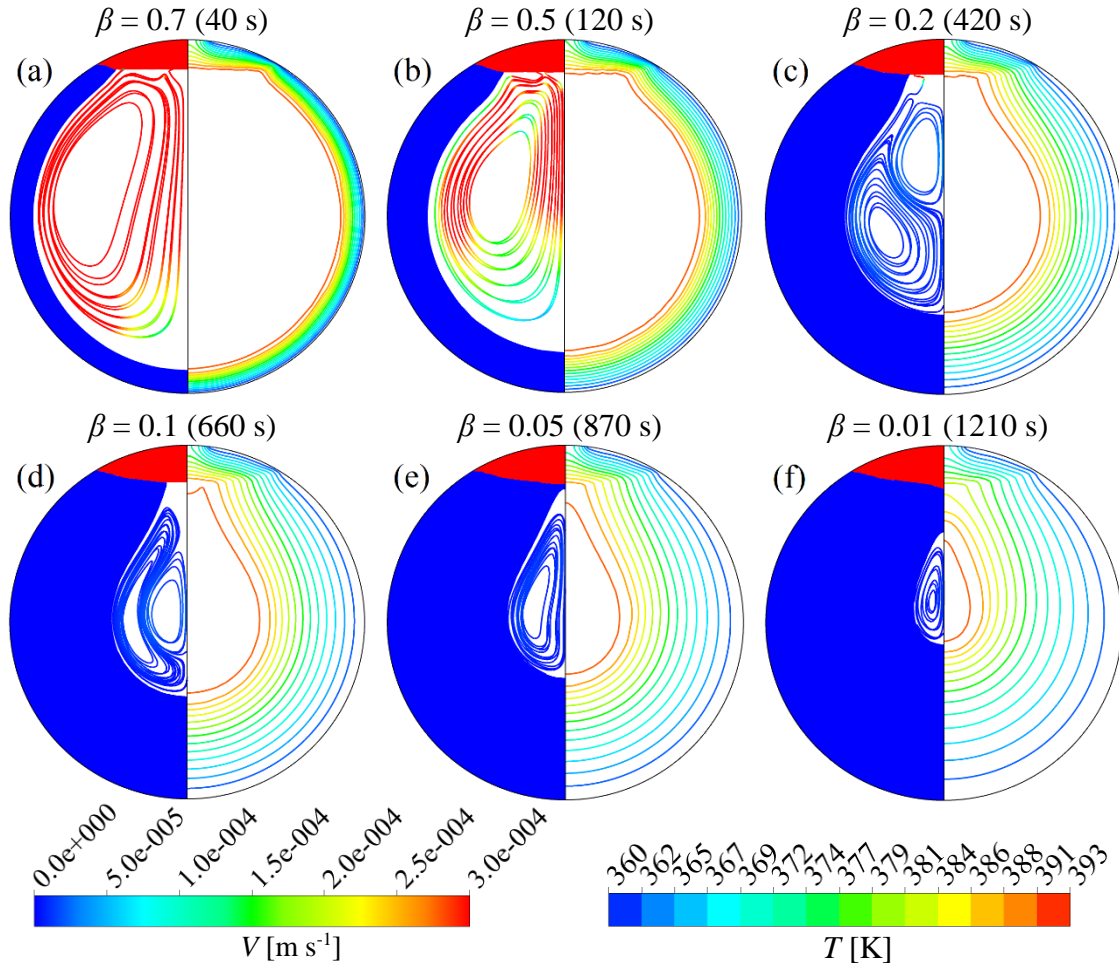 β = 0.7 (40 s)
β = 0.5 (120 s)
β = 0.2 (420 s)
(a)
(b)
(c)
β = 0.1 (660 s)
β = 0.05 (870 s)
β = 0.01 (1210 s)
(d)
(e)
(f)
0.0e+000
5.0e-005
1.0e-004
1.5e-004
2.0e-004
2.5e-004
3.0e-004
V [m s⁻¹]
360
362
365
367
369
372
374
377
379
381
384
386
388
391
393
T [K]